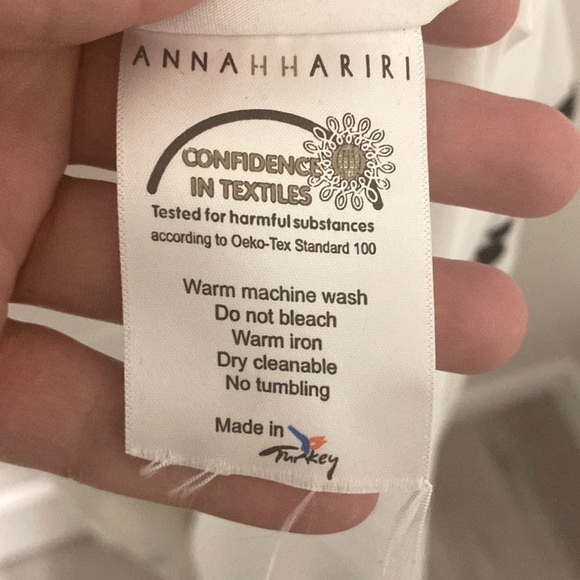 ANNAHHARIRI
CONFIDENCE
IN TEXTILES
Tested for harmful substances
according to Oeko-Tex Standard 100
Warm machine wash
Do not bleach
Warm iron
Dry cleanable
No tumbling
Made in
Turkey